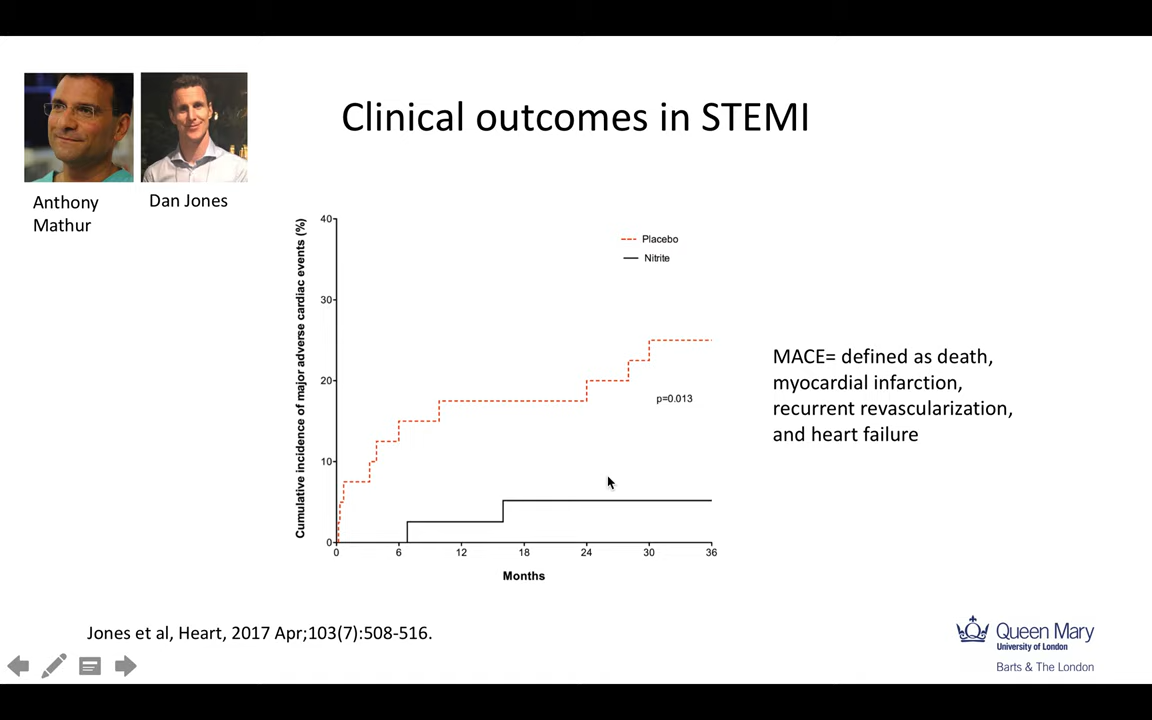 Clinical outcomes in STEMI
Anthony
Mathur
Dan Jones
Cumulative incidence of major adverse cardiac events (%)
40
30
20
10
0
Placebo
Nitrite
p=0.013
0 6 12 18 24 30 36
Months
MACE= defined as death,
myocardial infarction,
recurrent revascularization,
and heart failure
Jones et al, Heart, 2017 Apr;103(7):508-516.
Queen Mary
University of London
Barts & The London